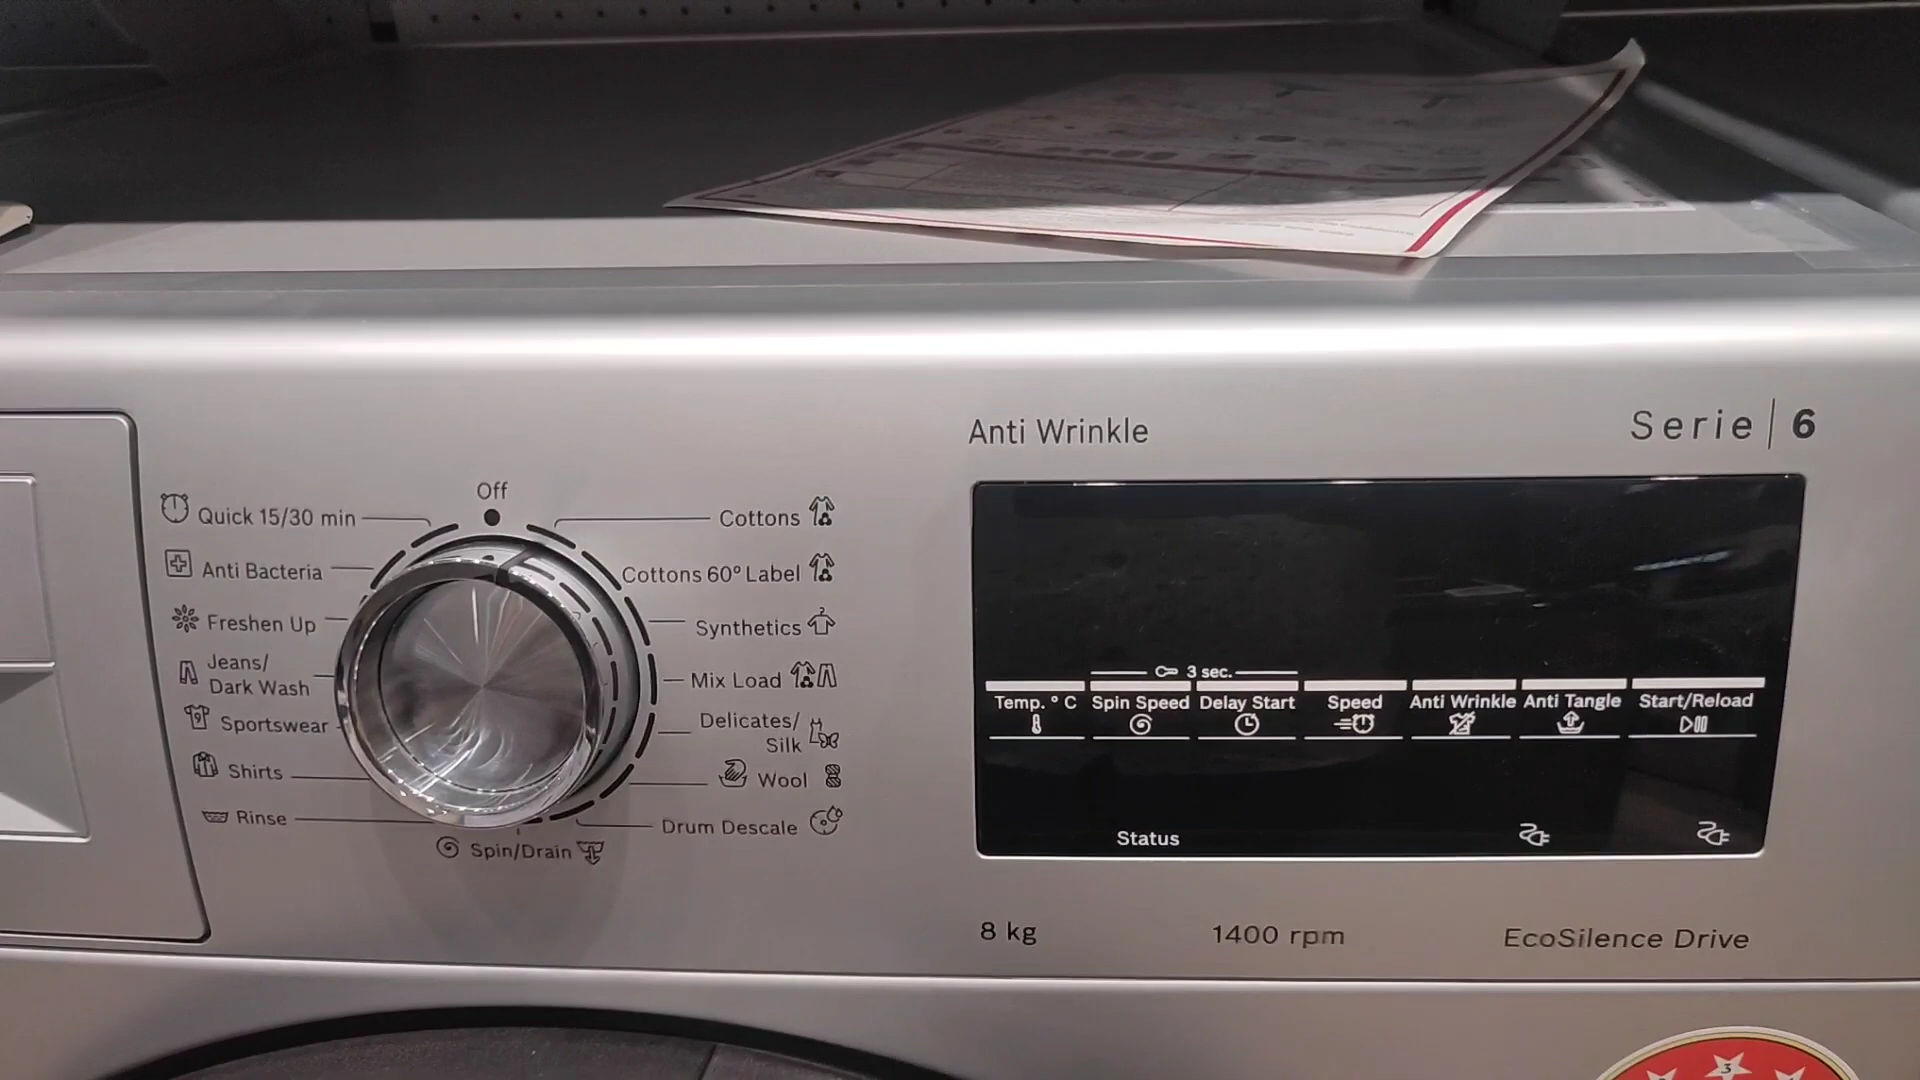 Anti Wrinkle
Serie | 6
Off
Quick 15/30 min
Anti Bacteria
Freshen Up
Jeans/
Dark Wash
Sportswear
Shirts
Rinse
Spin/Drain
Cottons
Cottons 60° Label
Synthetics
Mix Load
Delicates/
Silk
Wool
Drum Descale
3 sec.
Temp. °C
Spin Speed
Delay Start
Speed
Anti Wrinkle
Anti Tangle
Start/Reload
Status
8 kg
1400 rpm
EcoSilence Drive
3